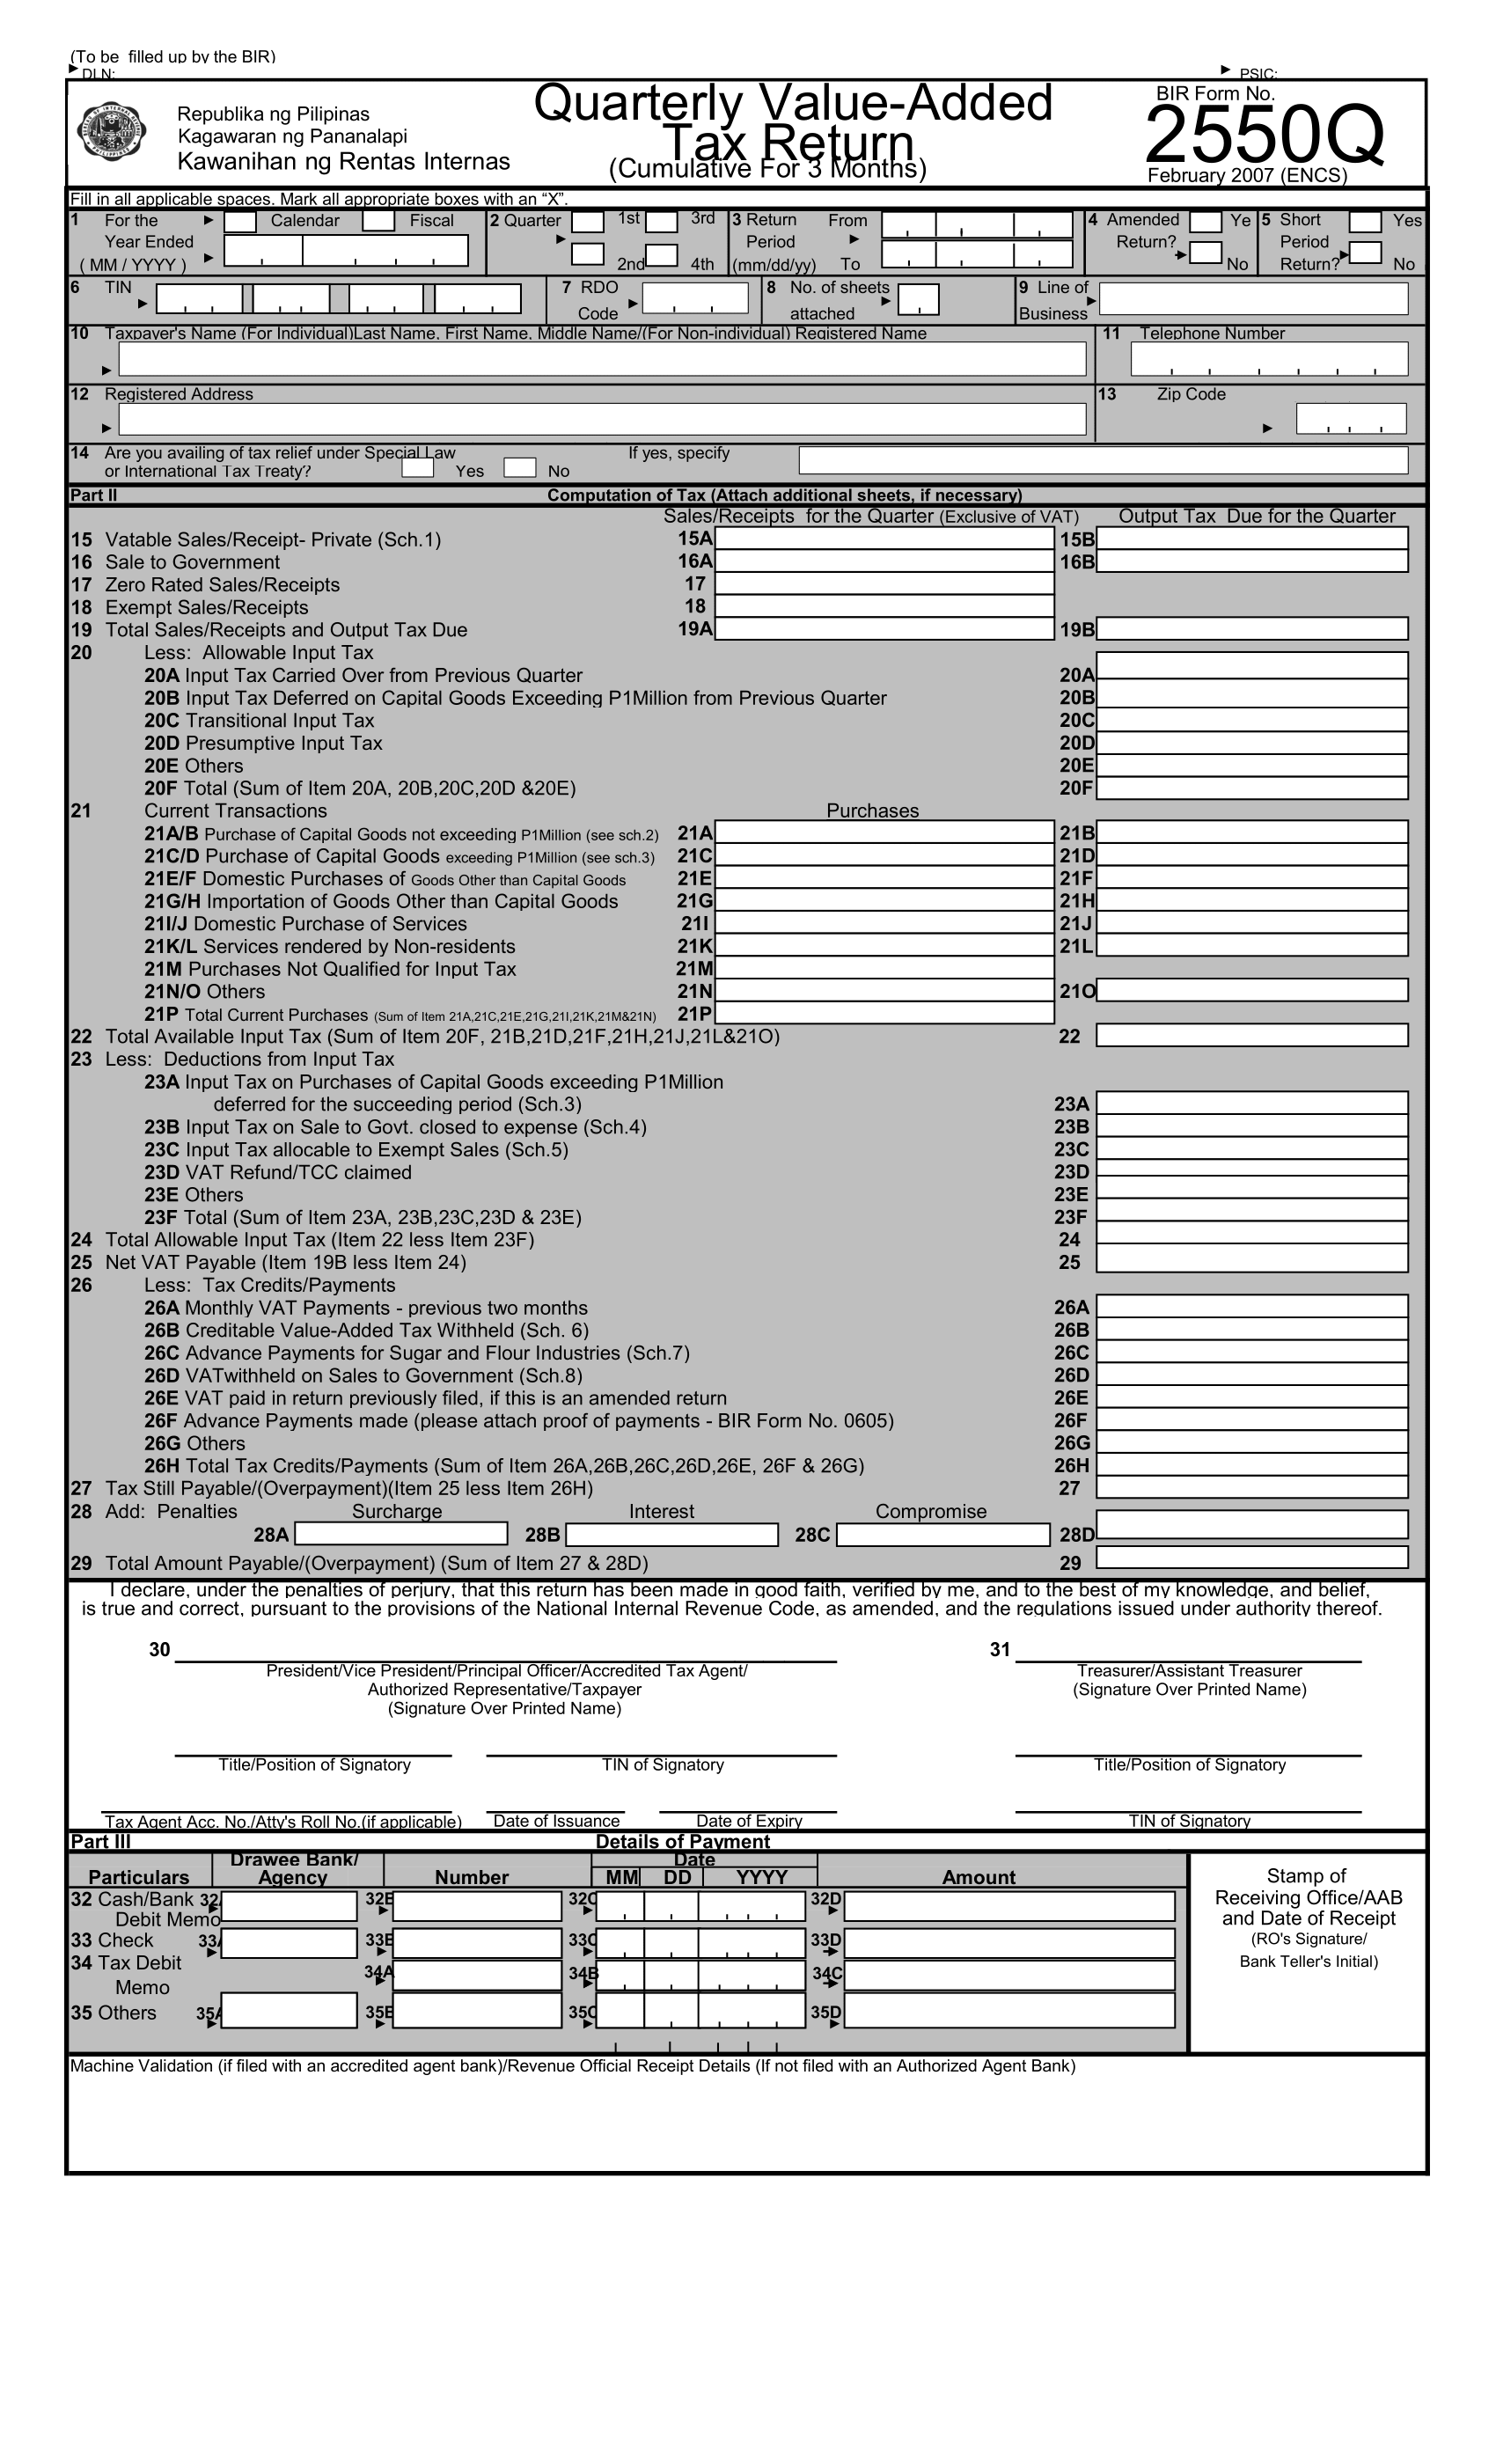 (To be filled up by the BIR)
DLN: PSIC:
Republika ng Pilipinas
Kagawaran ng Pananalapi
Kawanihan ng Rentas Internas
Quarterly Value-Added
Tax Return
(Cumulative For 3 Months)
BIR Form No.
2550Q
February 2007 (ENCS)
Fill in all applicable spaces. Mark all appropriate boxes with an “X”.
1 For the Calendar Fiscal 2 Quarter 1st 3rd 3 Return From 4 Amended Ye 5 Short Yes
Year Ended Period Return? Period
( MM / YYYY ) 2nd 4th (mm/dd/yy) To No Return? No
6 TIN 7 RDO 8 No. of sheets 9 Line of
Code attached Business
10 Taxpayer's Name (For Individual)Last Name, First Name, Middle Name/(For Non-individual) Registered Name 11 Telephone Number
12 Registered Address 13 Zip Code
14 Are you availing of tax relief under Special Law If yes, specify
or International Tax Treaty? Yes No
Part II Computation of Tax (Attach additional sheets, if necessary)
Sales/Receipts for the Quarter (Exclusive of VAT) Output Tax Due for the Quarter
15 Vatable Sales/Receipt- Private (Sch.1) 15A 15B
16 Sale to Government 16A 16B
17 Zero Rated Sales/Receipts 17
18 Exempt Sales/Receipts 18
19 Total Sales/Receipts and Output Tax Due 19A 19B
20 Less: Allowable Input Tax
20A Input Tax Carried Over from Previous Quarter 20A
20B Input Tax Deferred on Capital Goods Exceeding P1Million from Previous Quarter 20B
20C Transitional Input Tax 20C
20D Presumptive Input Tax 20D
20E Others 20E
20F Total (Sum of Item 20A, 20B,20C,20D &20E) 20F
21 Current Transactions Purchases
21A/B Purchase of Capital Goods not exceeding P1Million (see sch.2) 21A 21B
21C/D Purchase of Capital Goods exceeding P1Million (see sch.3) 21C 21D
21E/F Domestic Purchases of Goods Other than Capital Goods 21E 21F
21G/H Importation of Goods Other than Capital Goods 21G 21H
21I/J Domestic Purchase of Services 21I 21J
21K/L Services rendered by Non-residents 21K 21L
21M Purchases Not Qualified for Input Tax 21M
21N/O Others 21N 21O
21P Total Current Purchases (Sum of Item 21A,21C,21E,21G,21I,21K,21M&21N) 21P
22 Total Available Input Tax (Sum of Item 20F, 21B,21D,21F,21H,21J,21L&21O) 22
23 Less: Deductions from Input Tax
23A Input Tax on Purchases of Capital Goods exceeding P1Million
deferred for the succeeding period (Sch.3) 23A
23B Input Tax on Sale to Govt. closed to expense (Sch.4) 23B
23C Input Tax allocable to Exempt Sales (Sch.5) 23C
23D VAT Refund/TCC claimed 23D
23E Others 23E
23F Total (Sum of Item 23A, 23B,23C,23D & 23E) 23F
24 Total Allowable Input Tax (Item 22 less Item 23F) 24
25 Net VAT Payable (Item 19B less Item 24) 25
26 Less: Tax Credits/Payments
26A Monthly VAT Payments - previous two months 26A
26B Creditable Value-Added Tax Withheld (Sch. 6) 26B
26C Advance Payments for Sugar and Flour Industries (Sch.7) 26C
26D VATwithheld on Sales to Government (Sch.8) 26D
26E VAT paid in return previously filed, if this is an amended return 26E
26F Advance Payments made (please attach proof of payments - BIR Form No. 0605) 26F
26G Others 26G
26H Total Tax Credits/Payments (Sum of Item 26A,26B,26C,26D,26E, 26F & 26G) 26H
27 Tax Still Payable/(Overpayment)(Item 25 less Item 26H) 27
28 Add: Penalties Surcharge Interest Compromise
28A 28B 28C 28D
29 Total Amount Payable/(Overpayment) (Sum of Item 27 & 28D) 29
I declare, under the penalties of perjury, that this return has been made in good faith, verified by me, and to the best of my knowledge, and belief,
is true and correct, pursuant to the provisions of the National Internal Revenue Code, as amended, and the regulations issued under authority thereof.
30 31
President/Vice President/Principal Officer/Accredited Tax Agent/ Treasurer/Assistant Treasurer
Authorized Representative/Taxpayer (Signature Over Printed Name)
(Signature Over Printed Name)
Title/Position of Signatory TIN of Signatory Title/Position of Signatory
Tax Agent Acc. No./Atty's Roll No.(if applicable) Date of Issuance Date of Expiry TIN of Signatory
Part III Details of Payment
Drawee Bank/ Date
Particulars Agency Number MM DD YYYY Amount
32 Cash/Bank 32A 32B 32C 32D
Debit Memo
33 Check 33A 33B 33C 33D
34 Tax Debit 34A 34B 34C
Memo
35 Others 35A 35B 35C 35D
Stamp of
Receiving Office/AAB
and Date of Receipt
(RO's Signature/
Bank Teller's Initial)
Machine Validation (if filed with an accredited agent bank)/Revenue Official Receipt Details (If not filed with an Authorized Agent Bank)